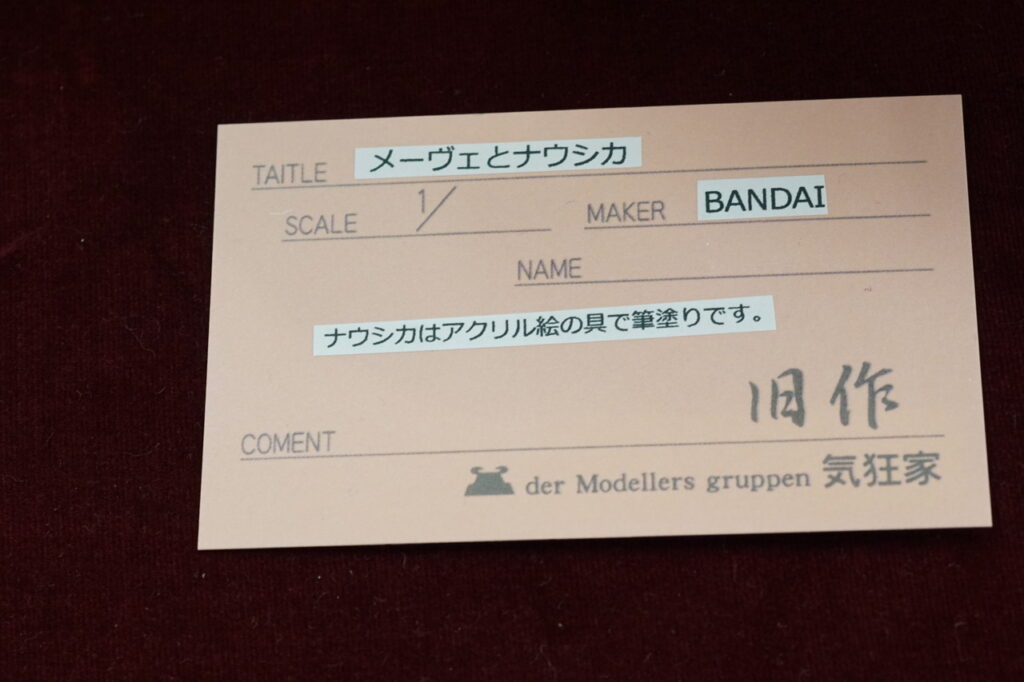 TAITLE メーヴェとナウシカ
SCALE 1/ MAKER BANDAI
NAME
ナウシカはアクリル絵の具で筆塗りです。
旧作
COMENT
der Modellers gruppen 気狂家